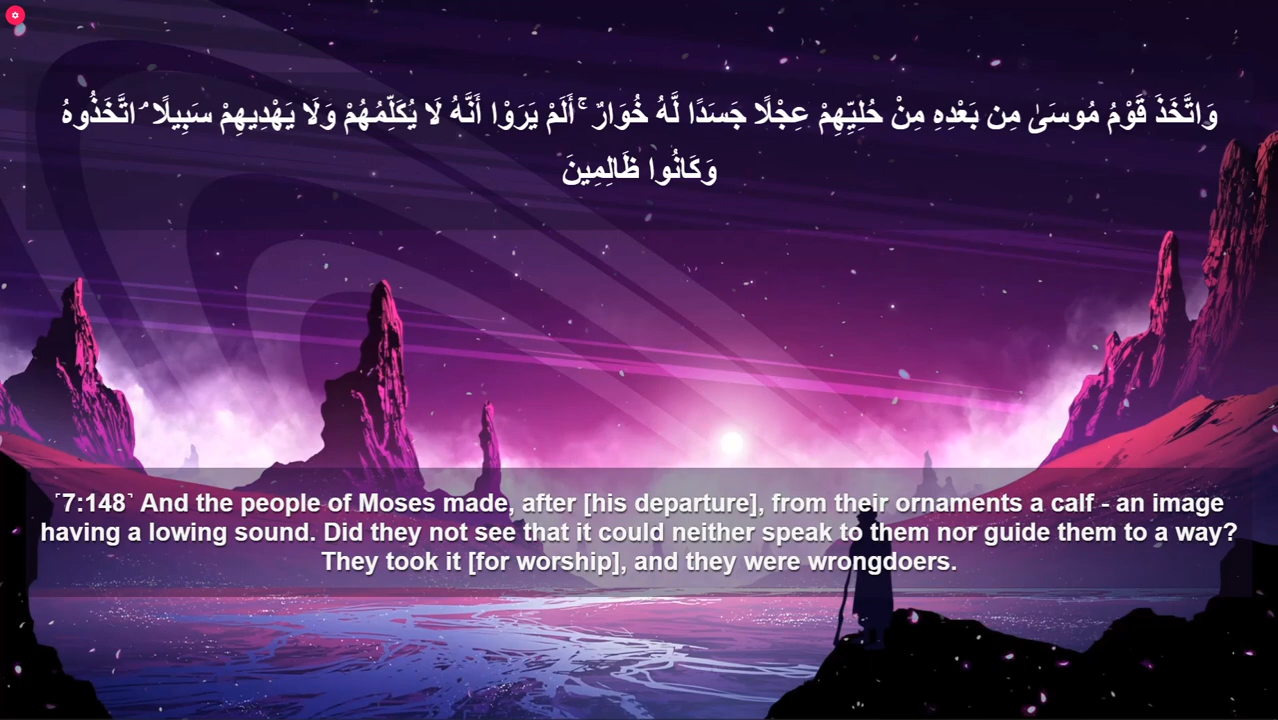 وَاتَّخَذَ قَوْمُ مُوسَىٰ مِن بَعْدِهِ مِنْ حُلِيِّهِمْ عِجْلًا جَسَدًا لَّهُ خُوَارٌ ۚ أَلَمْ يَرَوْا أَنَّهُ لَا يُكَلِّمُهُمْ وَلَا يَهْدِيهِمْ سَبِيلًا ۘ اتَّخَذُوهُ
وَكَانُوا ظَالِمِينَ
˹7:148˺ And the people of Moses made, after [his departure], from their ornaments a calf - an image
having a lowing sound. Did they not see that it could neither speak to them nor guide them to a way?
They took it [for worship], and they were wrongdoers.